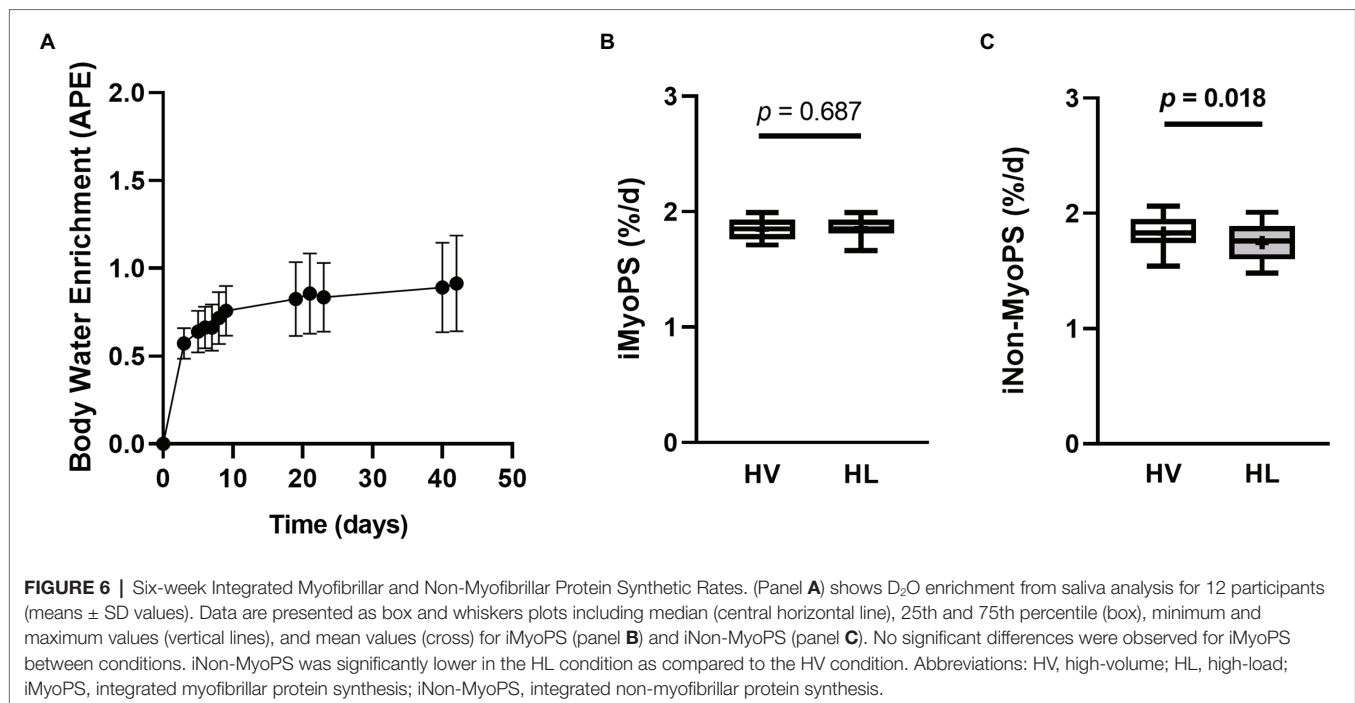 A
Body Water Enrichment (APE)
2.0
1.5
1.0
0.5
0.0
0 10 20 30 40 50
Time (days)
B
iMyoPS (%/d)
3
2
1
0
p = 0.687
HV HL
C
iNon-MyoPS (%/d)
3
2
1
0
p = 0.018
HV HL
FIGURE 6 | Six-week Integrated Myofibrillar and Non-Myofibrillar Protein Synthetic Rates. (Panel A) shows D₂O enrichment from saliva analysis for 12 participants
(means ± SD values). Data are presented as box and whiskers plots including median (central horizontal line), 25th and 75th percentile (box), minimum and
maximum values (vertical lines), and mean values (cross) for iMyoPS (panel B) and iNon-MyoPS (panel C). No significant differences were observed for iMyoPS
between conditions. iNon-MyoPS was significantly lower in the HL condition as compared to the HV condition. Abbreviations: HV, high-volume; HL, high-load;
iMyoPS, integrated myofibrillar protein synthesis; iNon-MyoPS, integrated non-myofibrillar protein synthesis.